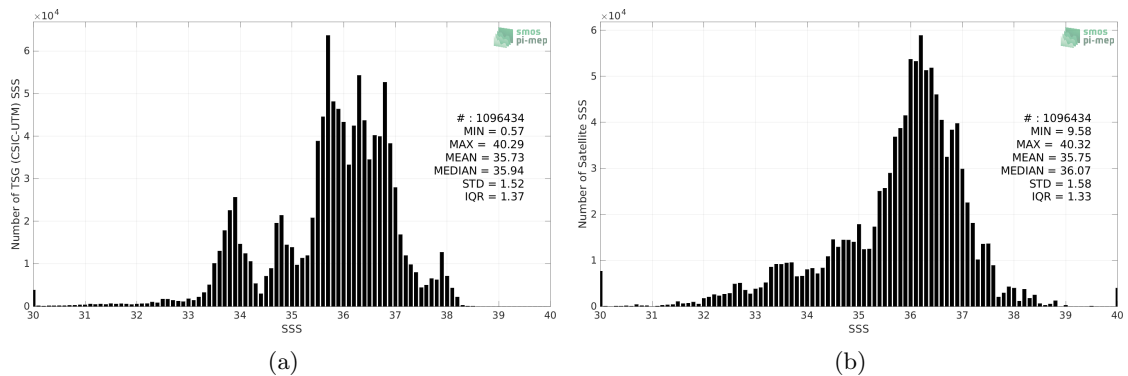 ×10⁴
Number of TSG (CSIC-UTM) SSS
smos
pi-mep
# : 1096434
MIN = 0.57
MAX = 40.29
MEAN = 35.73
MEDIAN = 35.94
STD = 1.52
IQR = 1.37
6
5
4
3
2
1
0
30 31 32 33 34 35 36 37 38 39 40
SSS
(a)
×10⁴
Number of Satellite SSS
smos
pi-mep
# : 1096434
MIN = 9.58
MAX = 40.32
MEAN = 35.75
MEDIAN = 36.07
STD = 1.58
IQR = 1.33
6
5
4
3
2
1
0
30 31 32 33 34 35 36 37 38 39 40
SSS
(b)